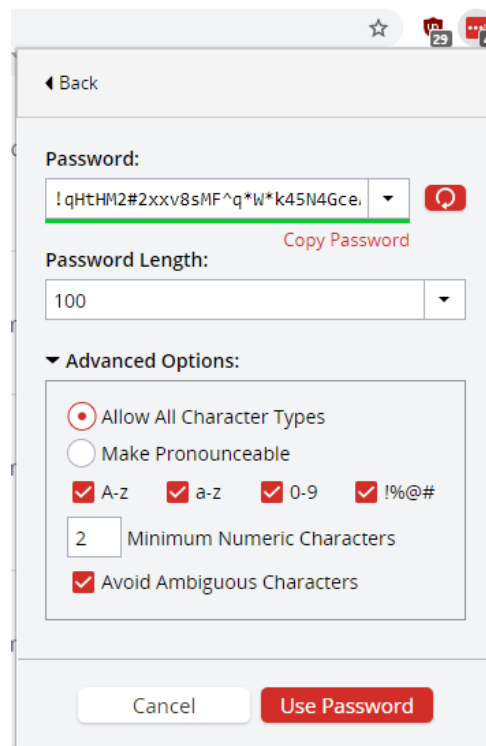 29
Back
Password:
!qHtHM2#2xxv8sMF^q*W*k45N4Gce
Copy Password
Password Length:
100
Advanced Options:
Allow All Character Types
Make Pronounceable
A-z a-z 0-9 !%@#
2 Minimum Numeric Characters
Avoid Ambiguous Characters
Cancel Use Password